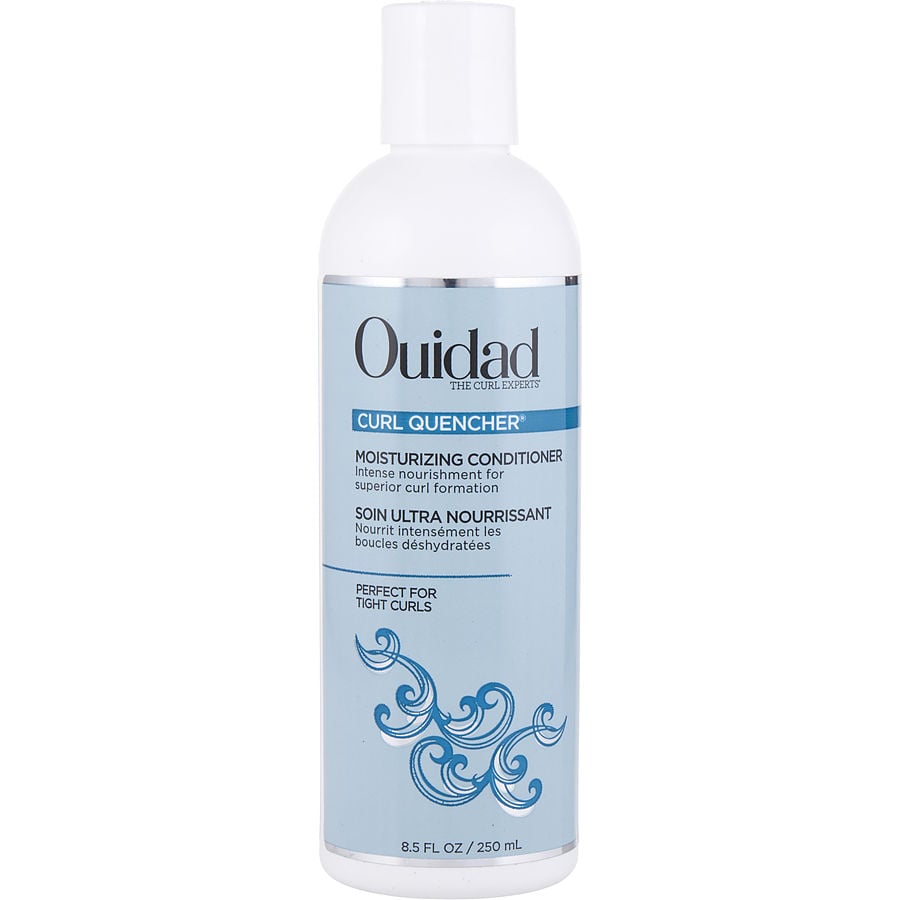 Ouidad
THE CURL EXPERTS®
CURL QUENCHER®
MOISTURIZING CONDITIONER
Intense nourishment for
superior curl formation
SOIN ULTRA NOURRISSANT
Nourrit intensément les
boucles déshydratées
PERFECT FOR
TIGHT CURLS
8.5 FL OZ / 250 mL